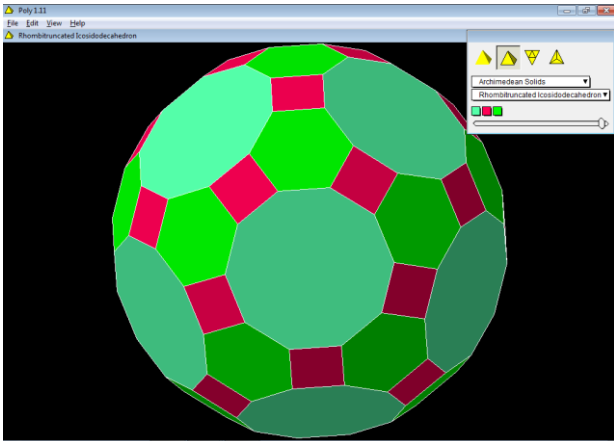 Poly 1.11
File Edit View Help
Rhombitruncated Icosidodecahedron
Archimedean Solids
Rhombitruncated Icosidodecahedron